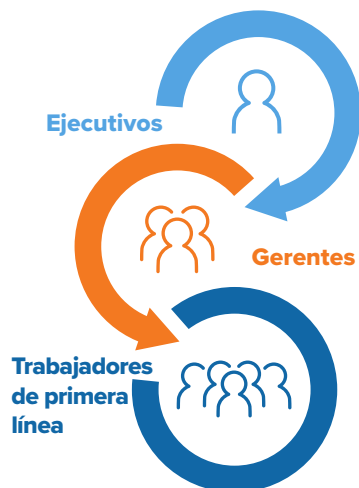 Ejecutivos
Gerentes
Trabajadores
de primera
línea